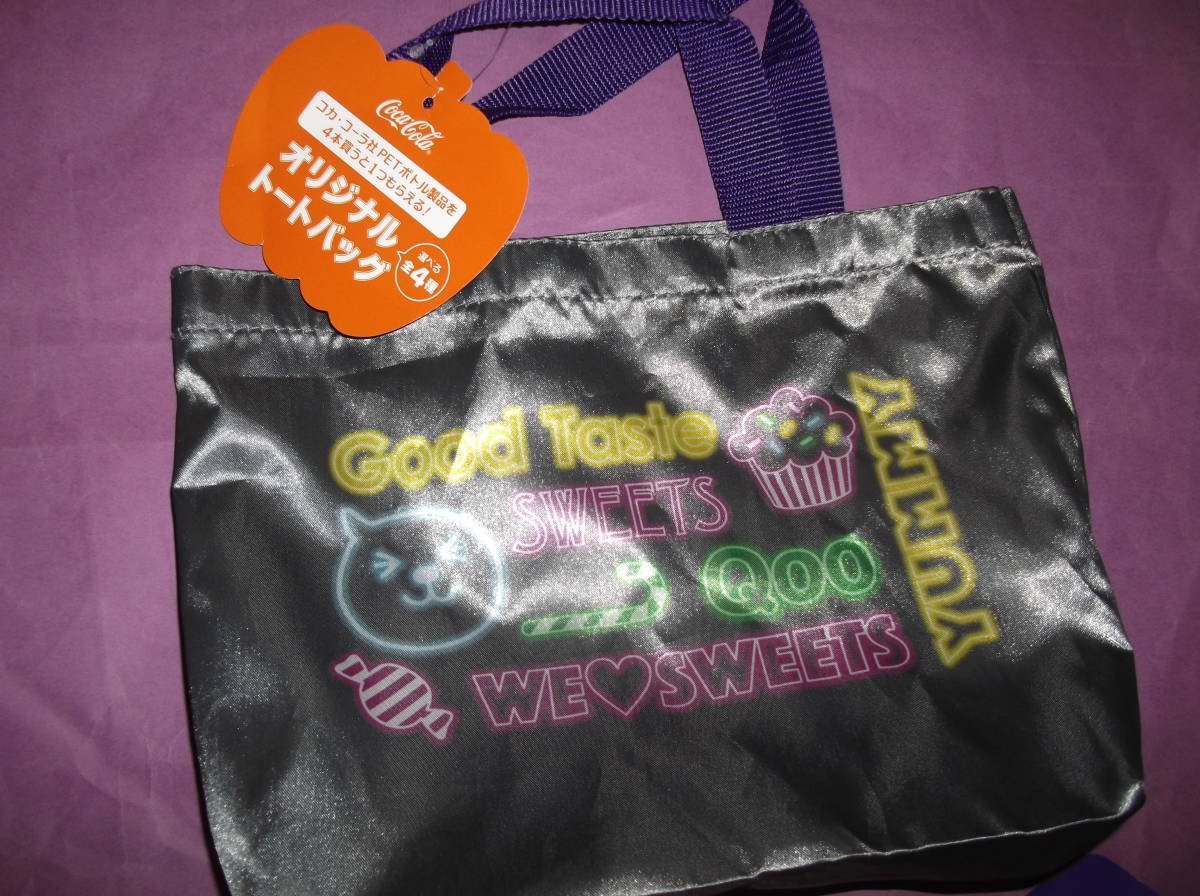 Coca-Cola
コカ・コーラ社PETボトル製品を
4本買うと1つもらえる!
オリジナル
トートバッグ
選べる
全4種
Good Taste
SWEETS
YUMMY
Qoo
WE♡SWEETS